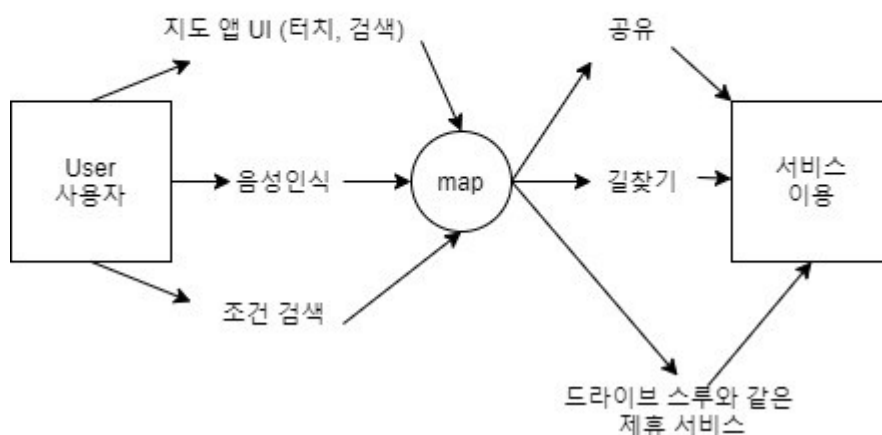 지도 앱 UI (터치, 검색)
공유
User
사용자
음성인식
map
길찾기
서비스
이용
조건 검색
드라이브 스루와 같은
제휴 서비스